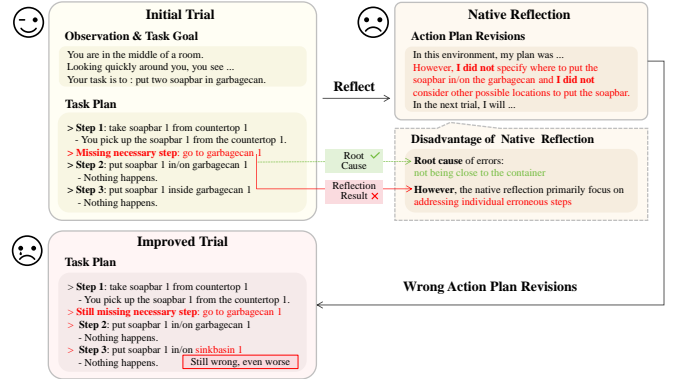 Initial Trial
Observation & Task Goal
You are in the middle of a room.
Looking quickly around you, you see ...
Your task is to : put two soapbar in garbagecan.
Task Plan
> Step 1: take soapbar 1 from countertop 1
- You pick up the soapbar 1 from the countertop 1.
> Missing necessary step: go to garbagecan 1
> Step 2: put soapbar 1 in/on garbagecan 1
- Nothing happens.
> Step 3: put soapbar 1 inside garbagecan 1
- Nothing happens.
Reflect
Native Reflection
Action Plan Revisions
In this environment, my plan was ...
However, I did not specify where to put the
soapbar in/on the garbagecan and I did not
consider other possible locations to put the soapbar.
In the next trial, I will ...
Root
Cause
Reflection
Result
Disadvantage of Native Reflection
Root cause of errors:
not being close to the container
However, the native reflection primarily focus on
addressing individual erroneous steps
Wrong Action Plan Revisions
Improved Trial
Task Plan
> Step 1: take soapbar 1 from countertop 1
- You pick up the soapbar 1 from the countertop 1.
> Still missing necessary step: go to garbagecan 1
> Step 2: put soapbar 1 in/on garbagecan 1
- Nothing happens.
> Step 3: put soapbar 1 in/on sinkbasin 1
- Nothing happens.
Still wrong, even worse